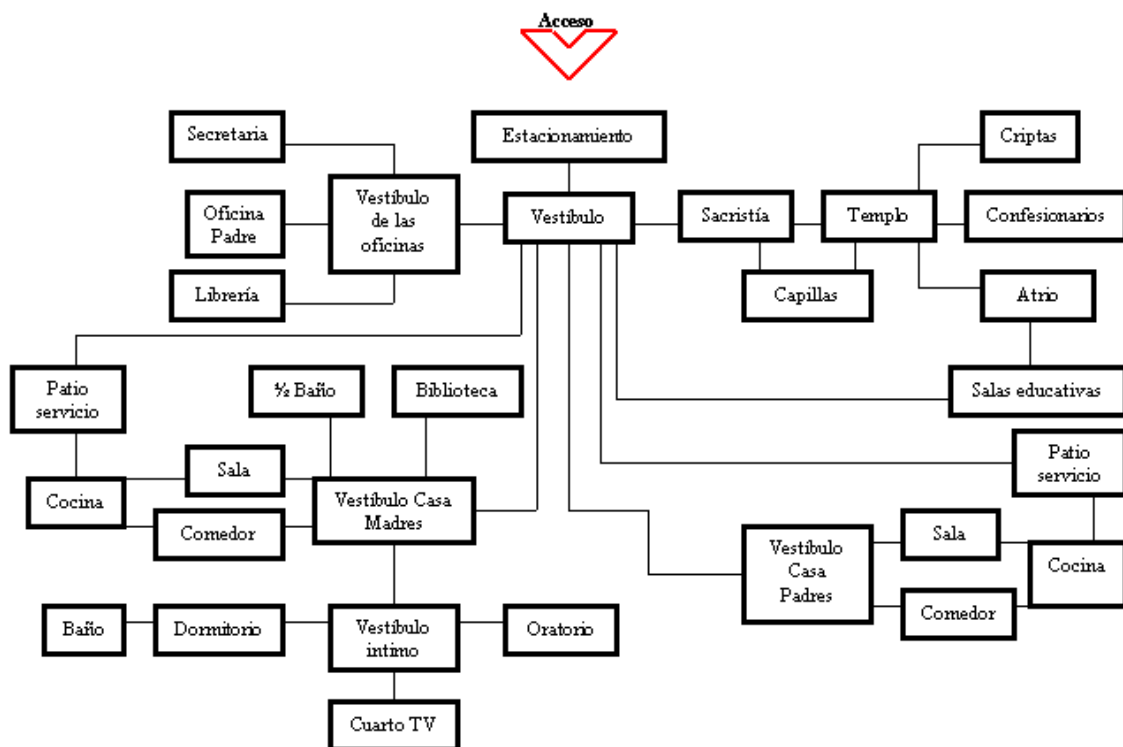 Acceso
Secretaria
Estacionamiento
Criptas
Oficina
Padre
Vestíbulo
de las
oficinas
Vestíbulo
Sacristía
Templo
Confesionarios
Librería
Capillas
Atrio
Patio
servicio
½ Baño
Biblioteca
Salas educativas
Sala
Patio
servicio
Cocina
Vestíbulo Casa
Madres
Comedor
Vestíbulo
Casa
Padres
Sala
Cocina
Comedor
Baño
Dormitorio
Vestíbulo
intimo
Oratorio
Cuarto TV